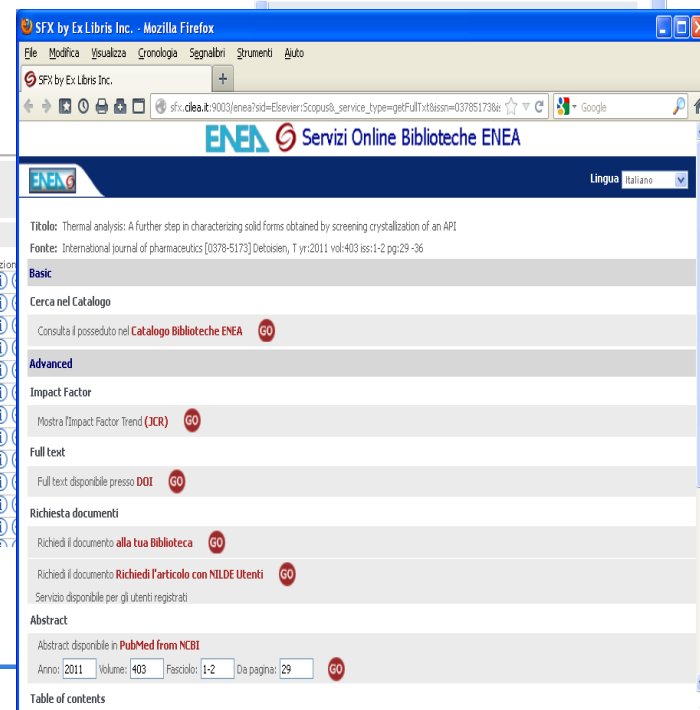 SFX by Ex Libris Inc. - Mozilla Firefox
File Modifica Visualizza Cronologia Segnalibri Strumenti Aiuto
SFX by Ex Libris Inc. +
sfx.cilea.it:9003/enea?sid=Elsevier:Scopus&_service_type=getFullTxt&issn=03785173& Google
ENEA Servizi Online Biblioteche ENEA
ENEA Lingua Italiano
Titolo: Thermal analysis: A further step in characterizing solid forms obtained by screening crystallization of an API
Fonte: International journal of pharmaceutics [0378-5173] Detoisien, T yr:2011 vol:403 iss:1-2 pg:29 -36
Basic
Cerca nel Catalogo
Consulta il posseduto nel Catalogo Biblioteche ENEA GO
Advanced
Impact Factor
Mostra l'Impact Factor Trend (JCR) GO
Full text
Full text disponibile presso DOI GO
Richiesta documenti
Richiedi il documento alla tua Biblioteca GO
Richiedi il documento Richiedi l'articolo con NILDE Utenti GO
Servizio disponibile per gli utenti registrati
Abstract
Abstract disponibile in PubMed from NCBI
Anno: 2011 Volume: 403 Fascicolo: 1-2 Da pagina: 29 GO
Table of contents